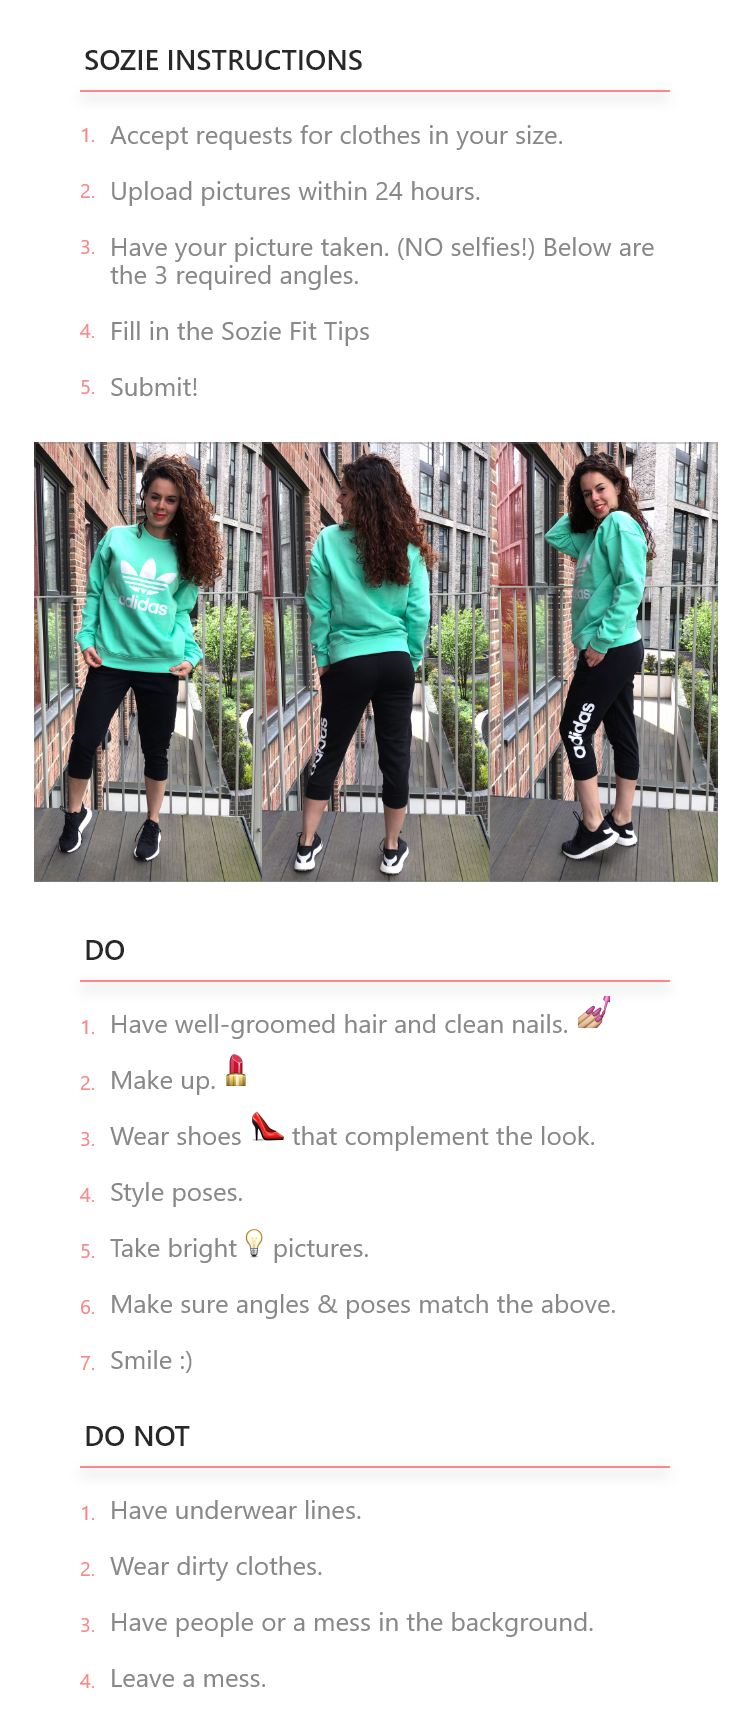 SOZIE INSTRUCTIONS
1. Accept requests for clothes in your size.
2. Upload pictures within 24 hours.
3. Have your picture taken. (NO selfies!) Below are
the 3 required angles.
4. Fill in the Sozie Fit Tips
5. Submit!
adidas
adidas
adidas
adidas
DO
1. Have well-groomed hair and clean nails. 💅
2. Make up. 💄
3. Wear shoes 👠 that complement the look.
4. Style poses.
5. Take bright 💡 pictures.
6. Make sure angles & poses match the above.
7. Smile :)
DO NOT
1. Have underwear lines.
2. Wear dirty clothes.
3. Have people or a mess in the background.
4. Leave a mess.